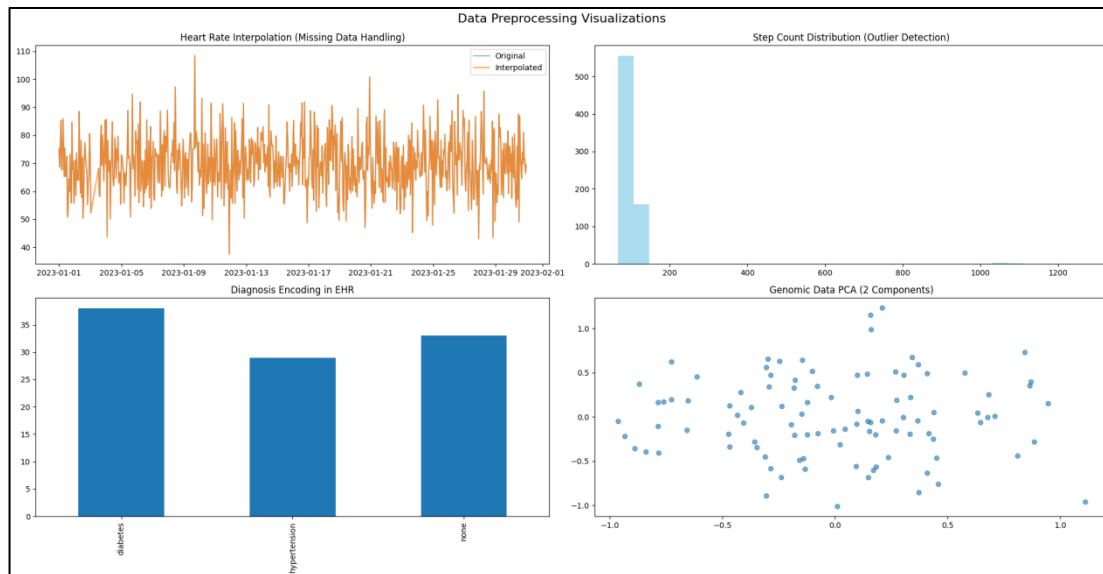 Data Preprocessing Visualizations
Heart Rate Interpolation (Missing Data Handling)
Original
Interpolated
110
100
90
80
70
60
50
40
2023-01-01 2023-01-05 2023-01-09 2023-01-13 2023-01-17 2023-01-21 2023-01-25 2023-01-29 2023-02-01
Step Count Distribution (Outlier Detection)
500
400
300
200
100
0
200 400 600 800 1000 1200
Diagnosis Encoding in EHR
35
30
25
20
15
10
5
0
diabetes
hypertension
none
Genomic Data PCA (2 Components)
1.0
0.5
0.0
−0.5
−1.0
−1.0 −0.5 0.0 0.5 1.0